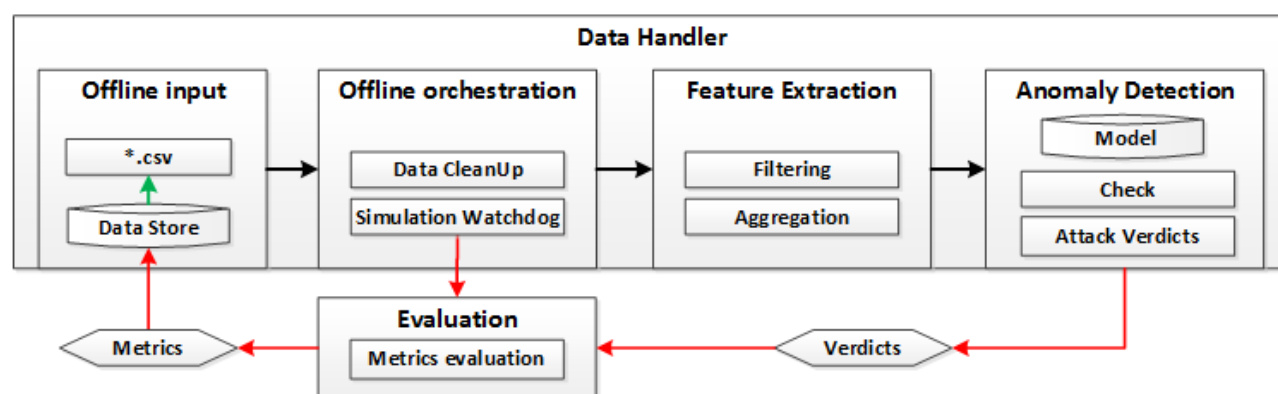 Data Handler
Offline input
*.csv
Data Store
Offline orchestration
Data CleanUp
Simulation Watchdog
Feature Extraction
Filtering
Aggregation
Anomaly Detection
Model
Check
Attack Verdicts
Metrics
Evaluation
Metrics evaluation
Verdicts